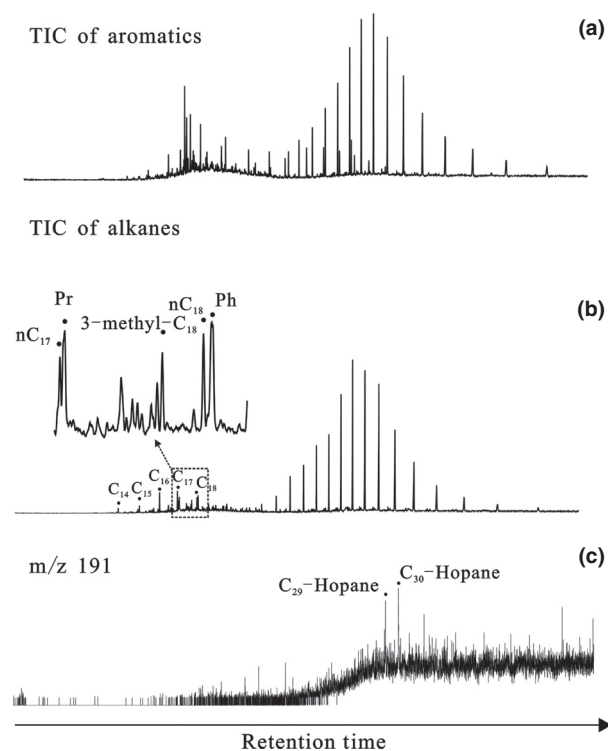 TIC of aromatics
(a)
TIC of alkanes
(b)
Pr
nC₁₇
3-methyl-C₁₈
nC₁₈
Ph
C₁₄
C₁₅
C₁₆
C₁₇
C₁₈
m/z 191
(c)
C₂₉-Hopane
C₃₀-Hopane
Retention time